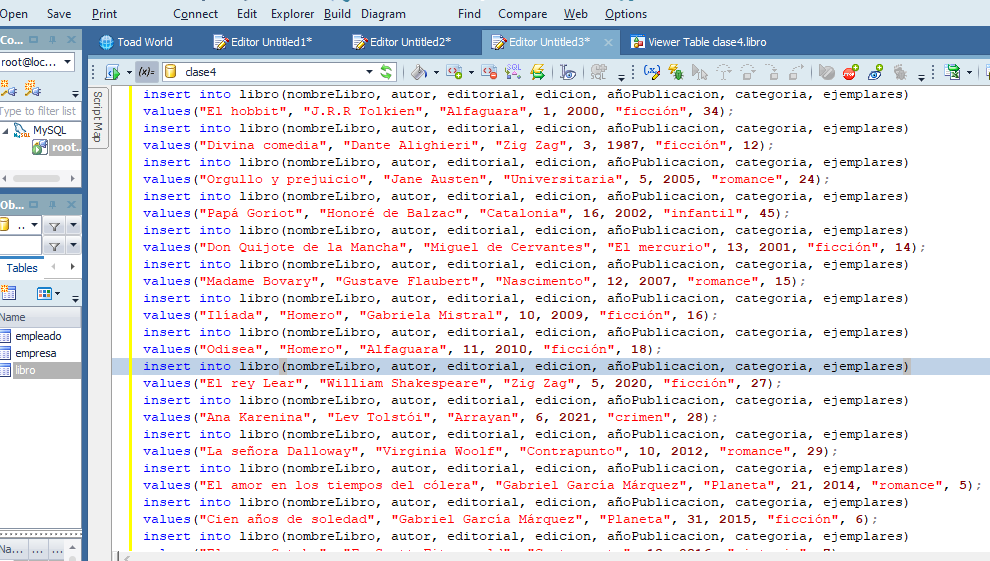 Open Save Print Connect Edit Explorer Build Diagram Find Compare Web Options
Co...
Toad World Editor Untitled1* Editor Untitled2* Editor Untitled3* Viewer Table clase4.libro
root@loc...
(x)= clase4
Type to filter list
MySQL
root...
Script Map
Ob...
..
Tables
Name
empleado
empresa
libro
Na... ... ...
insert into libro(nombreLibro, autor, editorial, edicion, añoPublicacion, categoria, ejemplares)
values("El hobbit", "J.R.R Tolkien", "Alfaguara", 1, 2000, "ficción", 34);
insert into libro(nombreLibro, autor, editorial, edicion, añoPublicacion, categoria, ejemplares)
values("Divina comedia", "Dante Alighieri", "Zig Zag", 3, 1987, "ficción", 12);
insert into libro(nombreLibro, autor, editorial, edicion, añoPublicacion, categoria, ejemplares)
values("Orgullo y prejuicio", "Jane Austen", "Universitaria", 5, 2005, "romance", 24);
insert into libro(nombreLibro, autor, editorial, edicion, añoPublicacion, categoria, ejemplares)
values("Papá Goriot", "Honoré de Balzac", "Catalonia", 16, 2002, "infantil", 45);
insert into libro(nombreLibro, autor, editorial, edicion, añoPublicacion, categoria, ejemplares)
values("Don Quijote de la Mancha", "Miguel de Cervantes", "El mercurio", 13, 2001, "ficción", 14);
insert into libro(nombreLibro, autor, editorial, edicion, añoPublicacion, categoria, ejemplares)
values("Madame Bovary", "Gustave Flaubert", "Nascimento", 12, 2007, "romance", 15);
insert into libro(nombreLibro, autor, editorial, edicion, añoPublicacion, categoria, ejemplares)
values("Ilíada", "Homero", "Gabriela Mistral", 10, 2009, "ficción", 16);
insert into libro(nombreLibro, autor, editorial, edicion, añoPublicacion, categoria, ejemplares)
values("Odisea", "Homero", "Alfaguara", 11, 2010, "ficción", 18);
insert into libro(nombreLibro, autor, editorial, edicion, añoPublicacion, categoria, ejemplares)
values("El rey Lear", "William Shakespeare", "Zig Zag", 5, 2020, "ficción", 27);
insert into libro(nombreLibro, autor, editorial, edicion, añoPublicacion, categoria, ejemplares)
values("Ana Karenina", "Lev Tolstói", "Arrayan", 6, 2021, "crimen", 28);
insert into libro(nombreLibro, autor, editorial, edicion, añoPublicacion, categoria, ejemplares)
values("La señora Dalloway", "Virginia Woolf", "Contrapunto", 10, 2012, "romance", 29);
insert into libro(nombreLibro, autor, editorial, edicion, añoPublicacion, categoria, ejemplares)
values("El amor en los tiempos del cólera", "Gabriel García Márquez", "Planeta", 21, 2014, "romance", 5);
insert into libro(nombreLibro, autor, editorial, edicion, añoPublicacion, categoria, ejemplares)
values("Cien años de soledad", "Gabriel García Márquez", "Planeta", 31, 2015, "ficción", 6);
insert into libro(nombreLibro, autor, editorial, edicion, añoPublicacion, categoria, ejemplares)